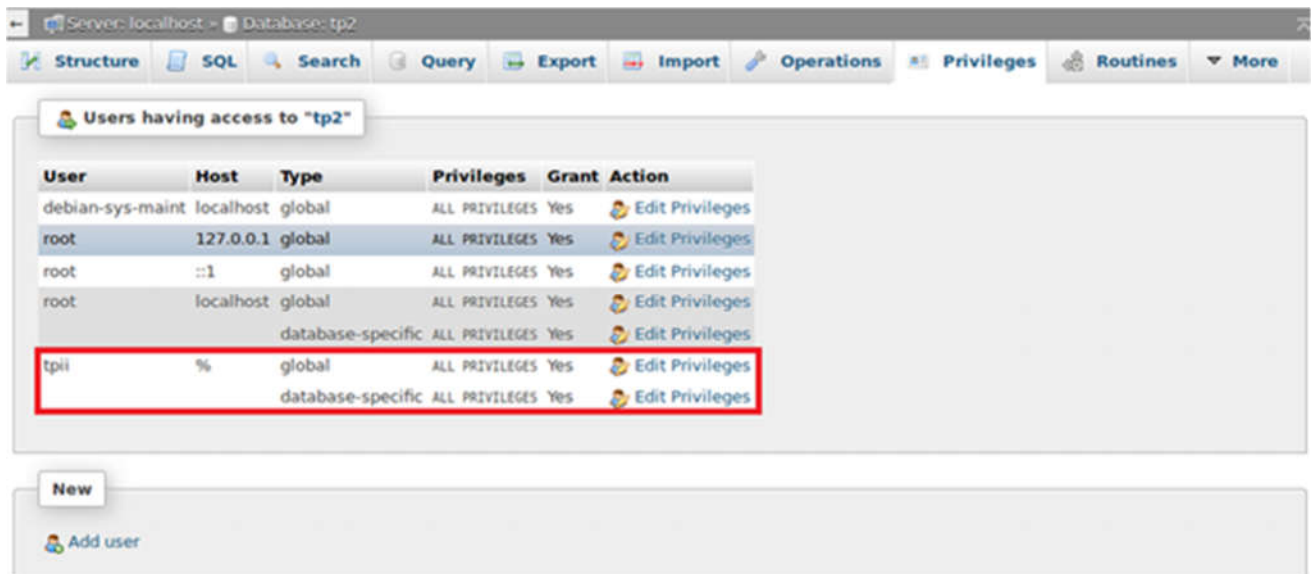 Server: localhost » Database: tp2
Structure SQL Search Query Export Import Operations Privileges Routines More
Users having access to "tp2"
User Host Type Privileges Grant Action
debian-sys-maint localhost global ALL PRIVILEGES Yes Edit Privileges
root 127.0.0.1 global ALL PRIVILEGES Yes Edit Privileges
root ::1 global ALL PRIVILEGES Yes Edit Privileges
root localhost global ALL PRIVILEGES Yes Edit Privileges
database-specific ALL PRIVILEGES Yes Edit Privileges
tpii % global ALL PRIVILEGES Yes Edit Privileges
database-specific ALL PRIVILEGES Yes Edit Privileges
New
Add user